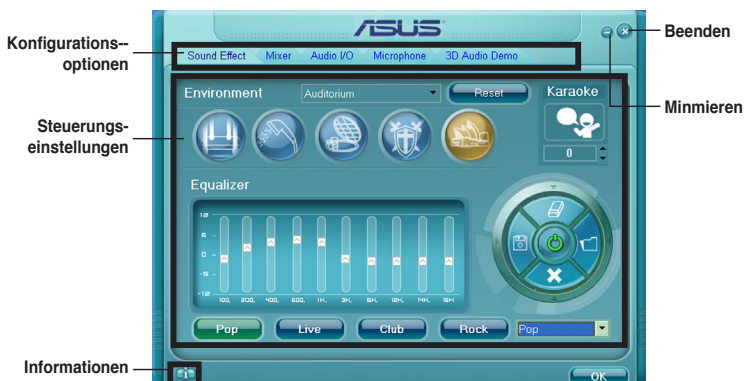 ASUS
Beenden
Konfigurations--
optionen
Sound Effect Mixer Audio I/O Microphone 3D Audio Demo
Environment Auditorium Reset Karaoke
Minmieren
Steuerungs-
einstellungen
0
Equalizer
12
6
0
-6
-12
100, 200, 400, 600, 1K, 3K, 6K, 12K, 14K, 16K
Pop Live Club Rock Pop
Informationen
i
OK